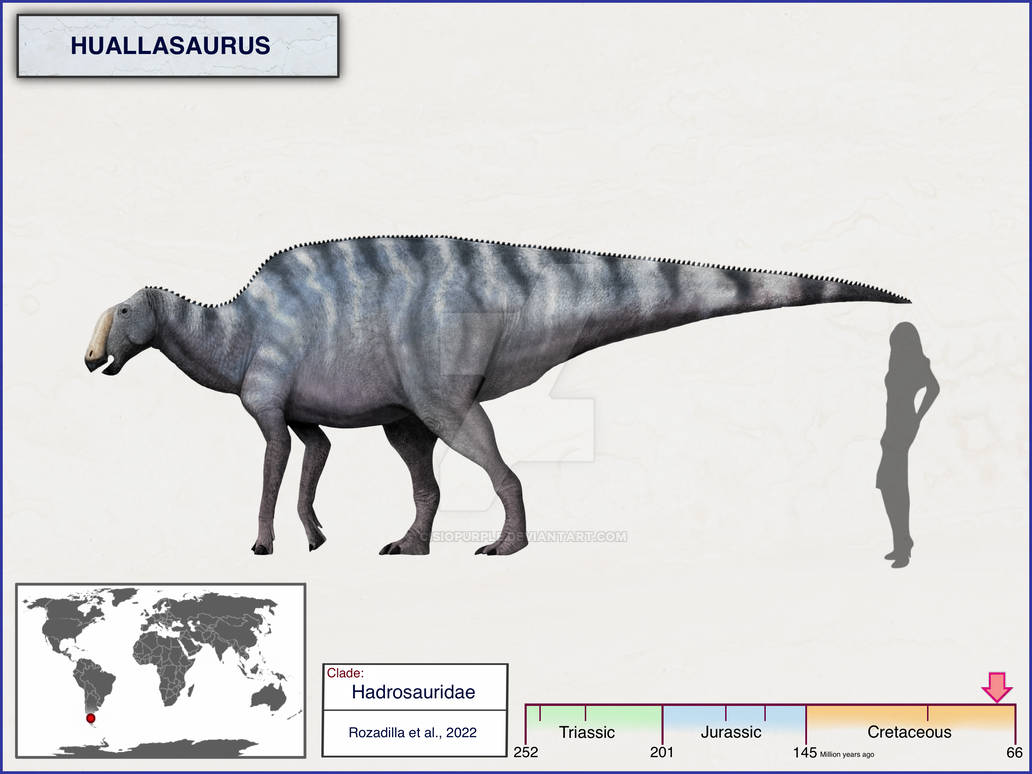 HUALLASAURUS
CISIOPURPLE.DEVIANTART.COM
Clade:
Hadrosauridae
Rozadilla et al., 2022
Triassic
Jurassic
Cretaceous
252
201
145
Million years ago
66